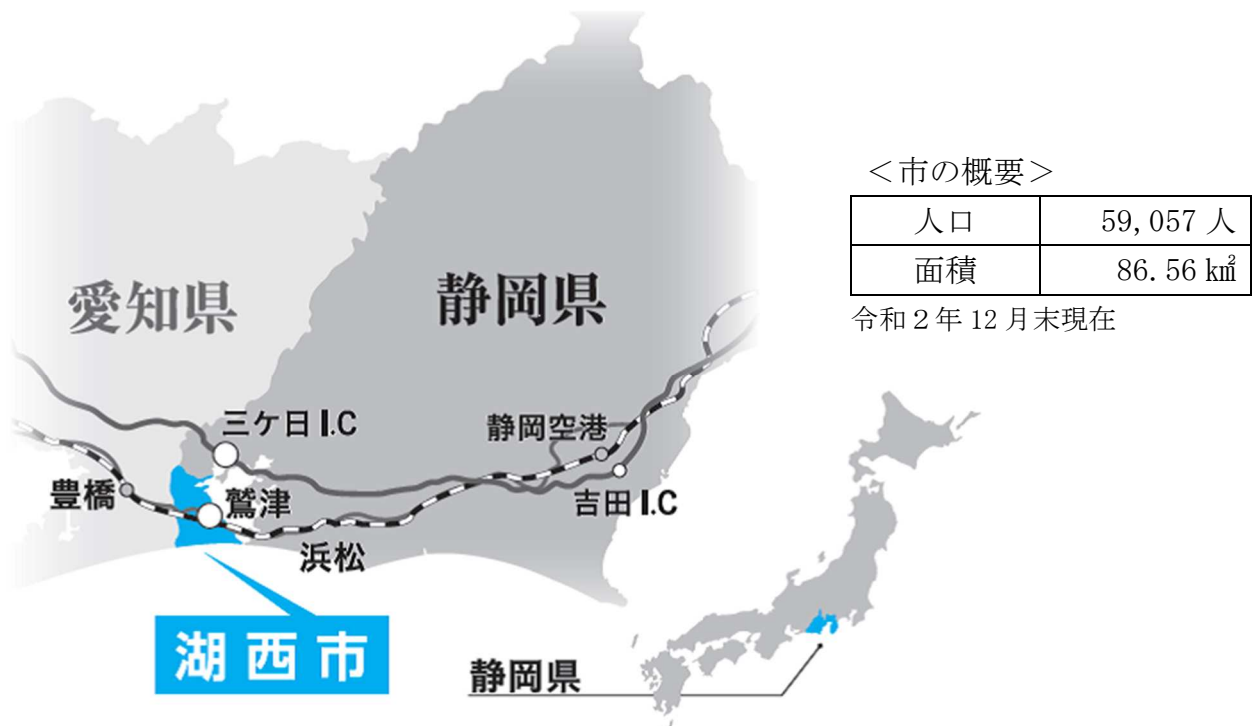 愛知県
静岡県
三ケ日 I.C
静岡空港
豊橋
鷲津
吉田 I.C
浜松
湖西市
＜市の概要＞
人口 59,057 人
面積 86.56 ㎢
令和２年 12 月末現在
静岡県